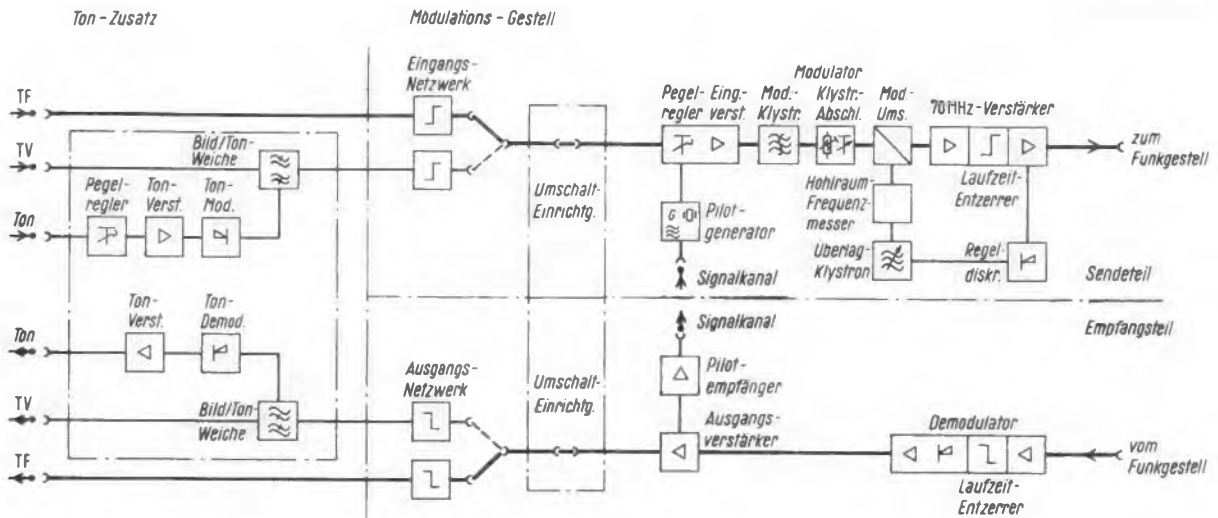 Ton - Zusatz
Modulations - Gestell
TF
TV
Ton
Bild/Ton-
Weiche
Pegel-
regler
Ton-
Verst.
Ton-
Mod.
Eingangs-
Netzwerk
Umschalt-
Einrichtg.
Pegel-
regler
Eing.-
verst.
Mod.-
Klystr.
Modulator
Klystr.-
Abschl.
Mod.-
Ums.
70MHz-Verstärker
zum
Funkgestell
Laufzeit-
Entzerrer
Hohlraum-
Frequenz-
messer
G
Pilot-
generator
Überlag-
Klystron
Regel-
diskr.
Signalkanal
Sendeteil
Signalkanal
Empfangsteil
Ton
TV
TF
Ton-
Verst.
Ton-
Demod.
Bild/Ton-
Weiche
Ausgangs-
Netzwerk
Umschalt-
Einrichtg.
Pilot-
empfänger
Ausgangs-
verstärker
Demodulator
Laufzeit-
Entzerrer
vom
Funkgestell